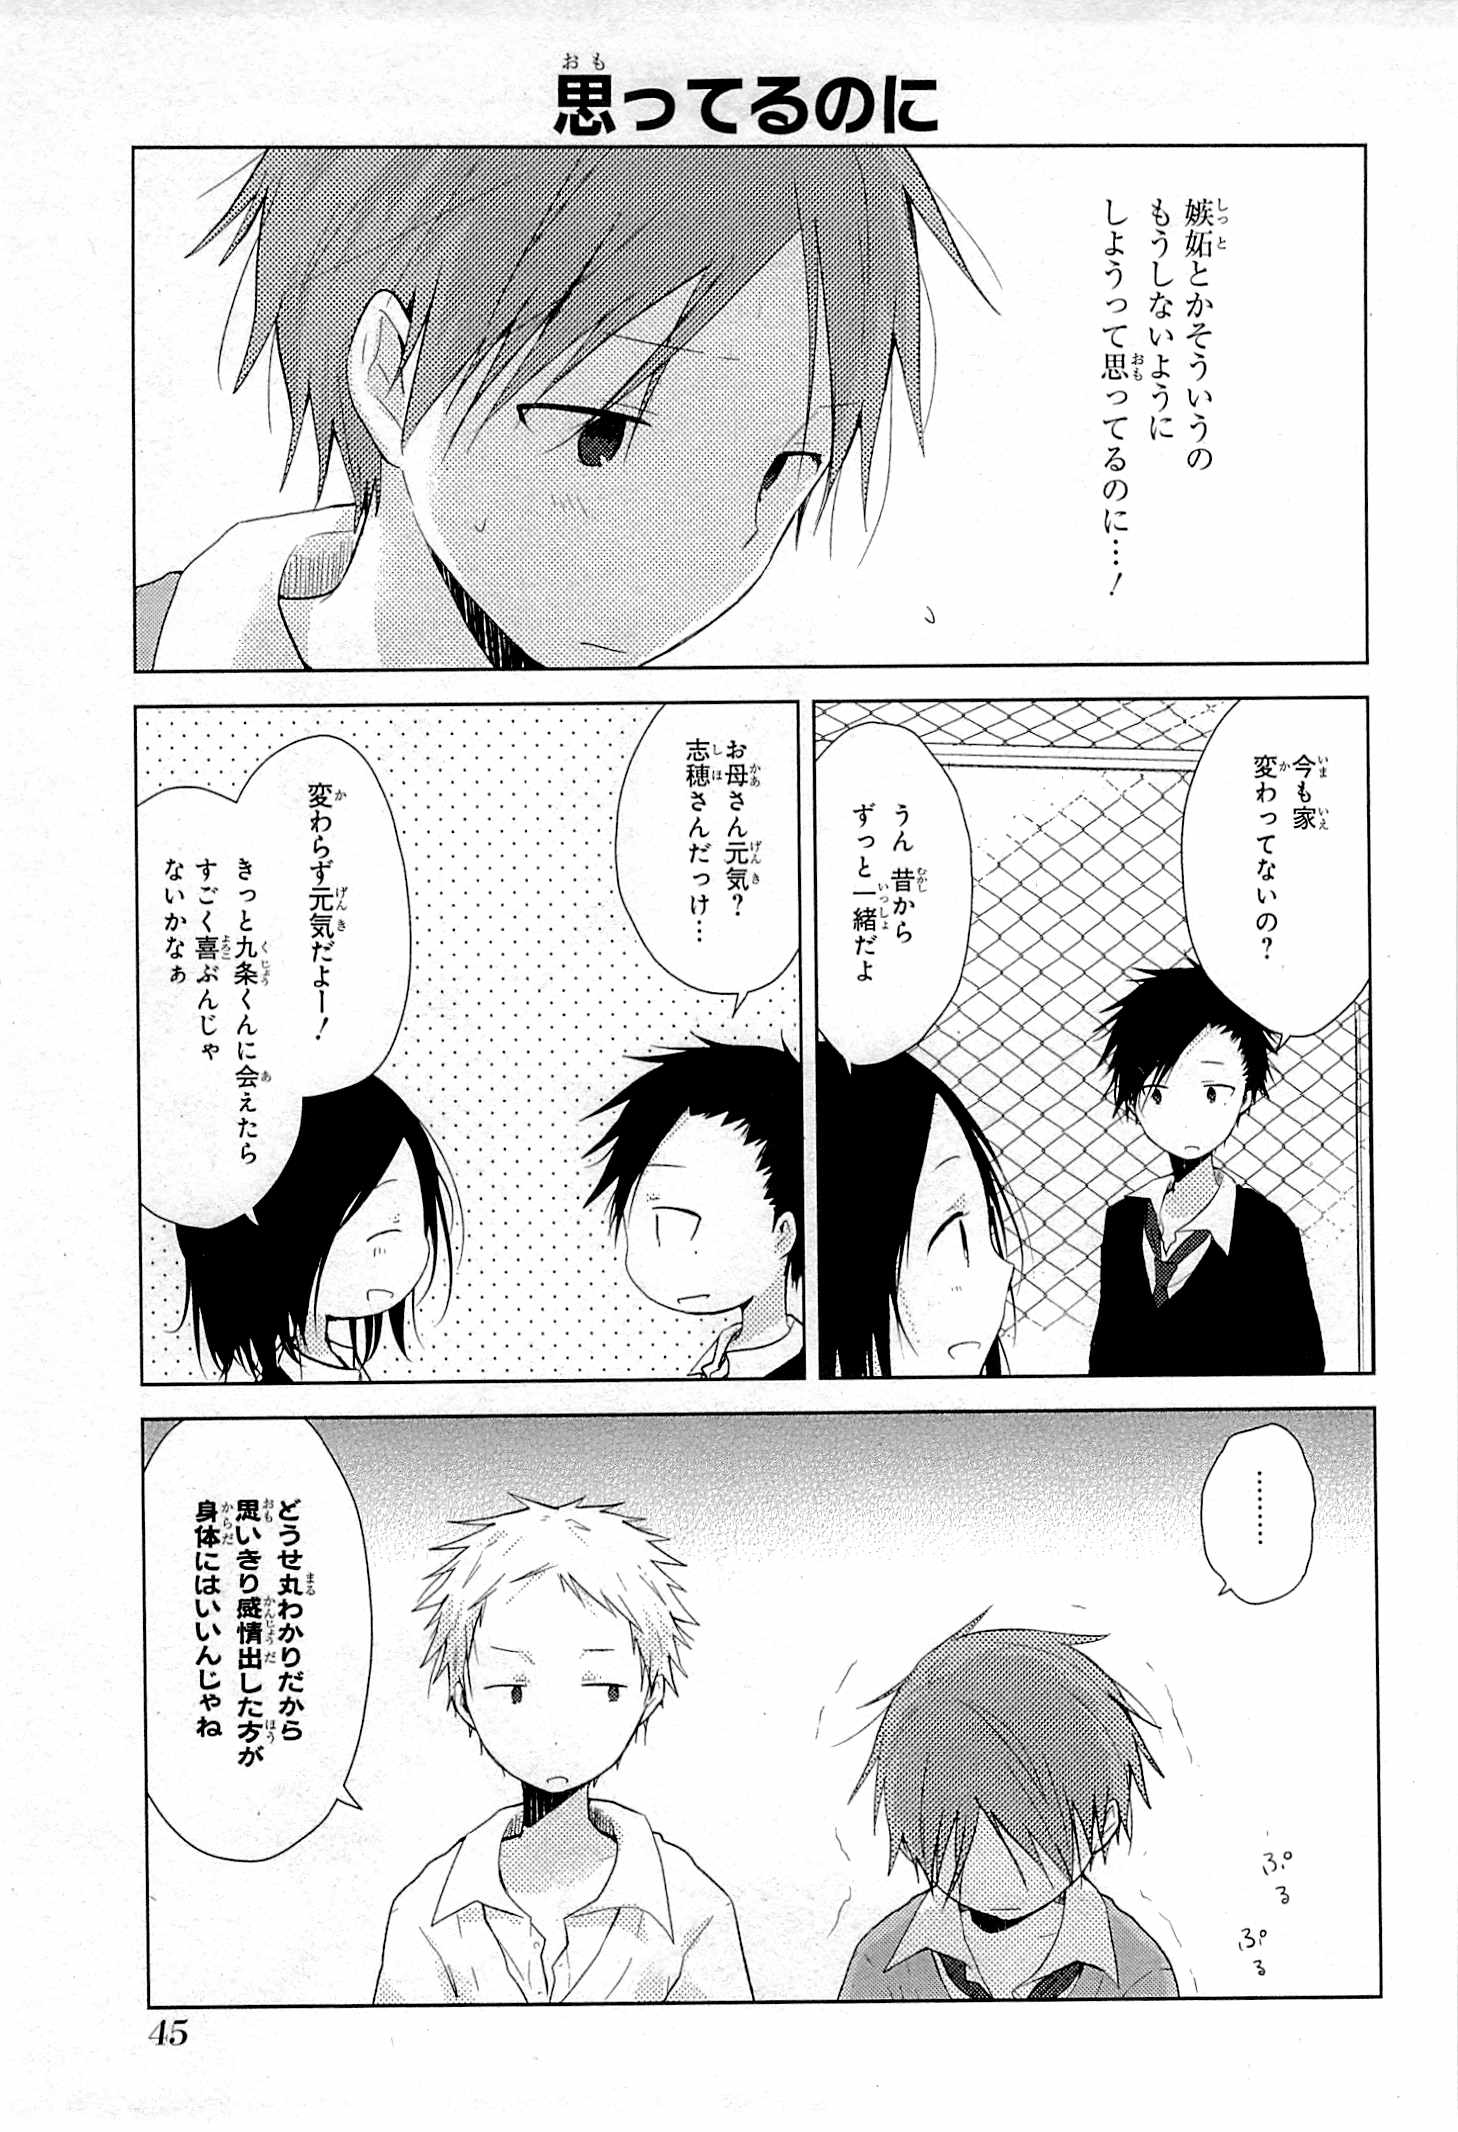 思ってるのに
嫉妬とかそういうの
もうしないように
しようって思ってるのに…！
今も家
変わってないの？
うん 昔から
ずっと一緒だよ
お母さん元気？
志穂さんだっけ…
変わらず元気だよー！
きっと九条くんに会えたら
すごく喜ぶんじゃ
ないかなぁ
………
ぷる
ぷる
どうせ丸わかりだから
思いきり感情出した方が
身体にはいいんじゃね
45